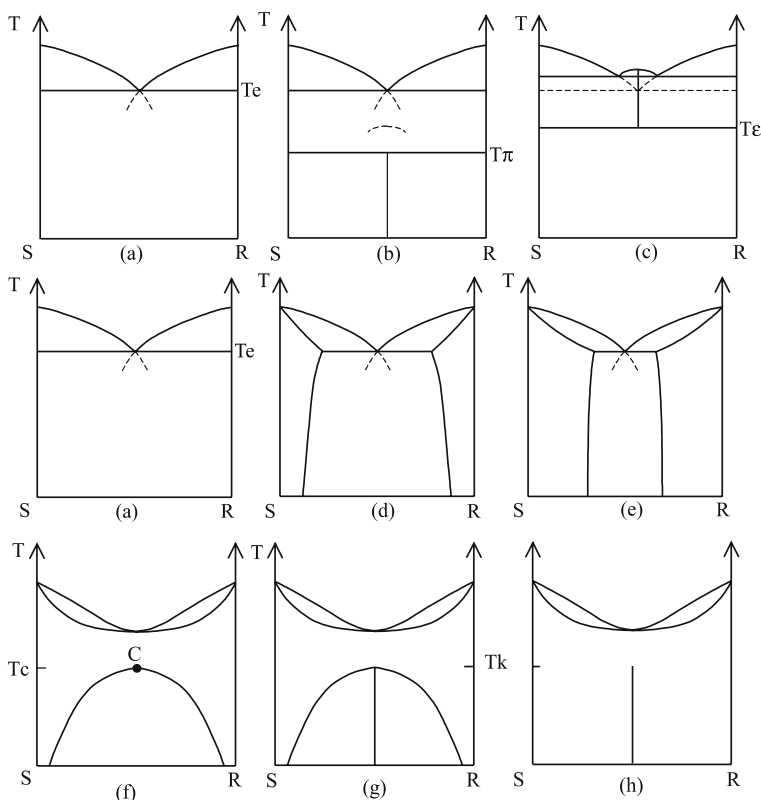 T
Te
Tπ
Tε
S (a) R S (b) R S (c) R
T
T
T
Te
S (a) R S (d) R S (e) R
T
T
C
Tc
Tk
S (f) R S (g) R S (h) R